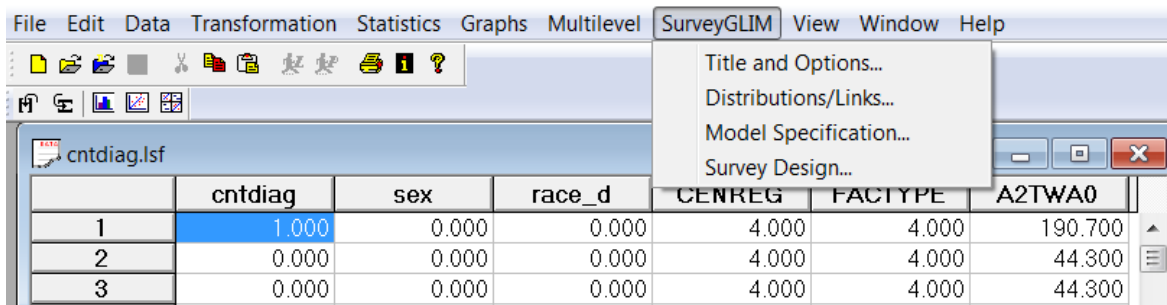 File Edit Data Transformation Statistics Graphs Multilevel SurveyGLIM View Window Help
Title and Options...
Distributions/Links...
Model Specification...
Survey Design...
cntdiag.lsf
cntdiag sex race_d CENREG FACTYPE A2TWA0
1 1.000 0.000 0.000 4.000 4.000 190.700
2 0.000 0.000 0.000 4.000 4.000 44.300
3 0.000 0.000 0.000 4.000 4.000 44.300